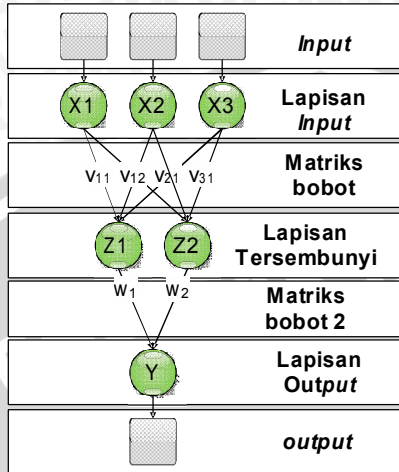 Input
X1 X2 X3
Lapisan
Input
V11 V12 V21 V31
Matriks
bobot
Z1 Z2
Lapisan
Tersembunyi
W1 W2
Matriks
bobot 2
Y
Lapisan
Output
output